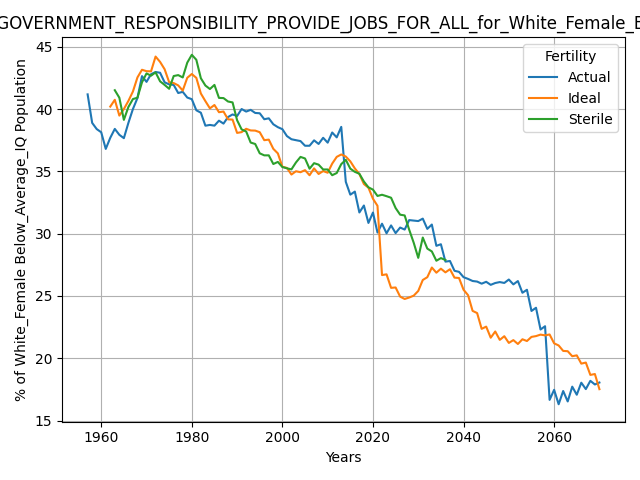 GOVERNMENT_RESPONSIBILITY_PROVIDE_JOBS_FOR_ALL_for_White_Female_
45
40
35
30
25
20
15
% of White_Female Below_Average_IQ Population
Fertility
Actual
Ideal
Sterile
1960
1980
2000
2020
2040
2060
Years